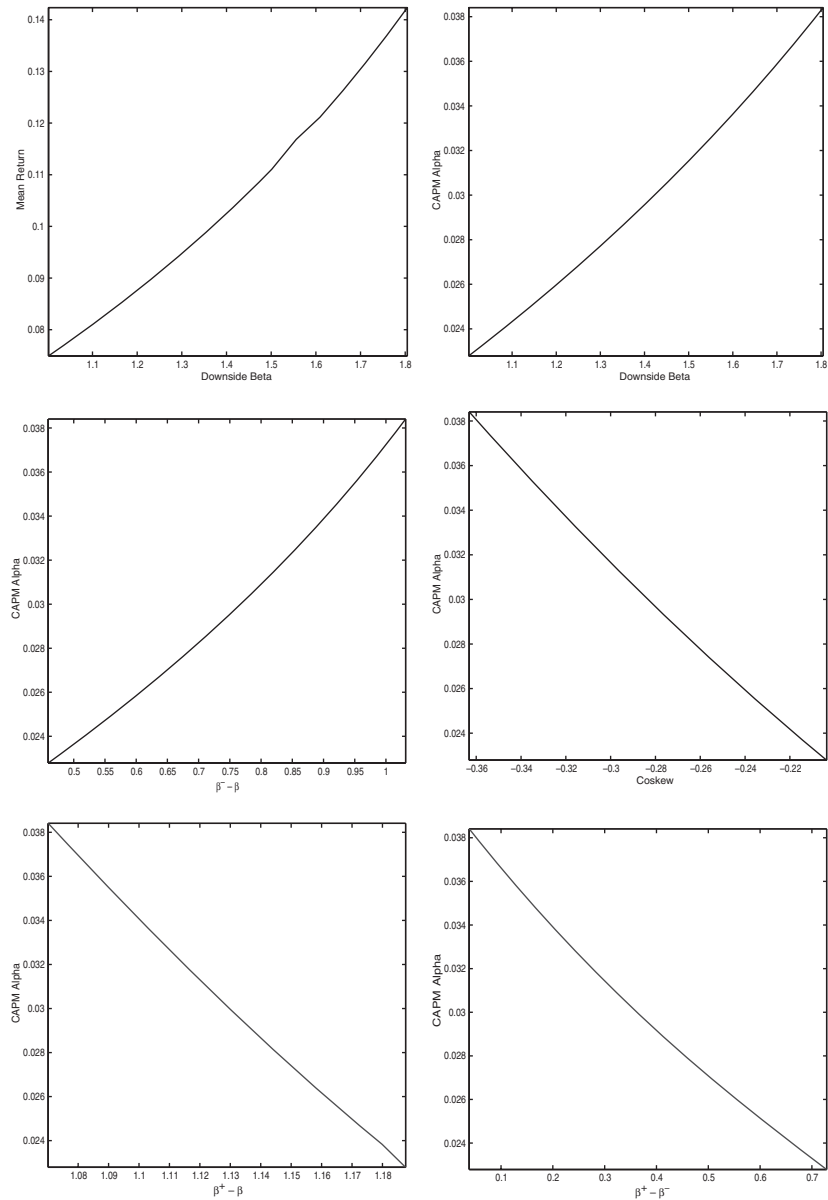 0.14
0.13
0.12
0.11
0.1
0.09
0.08
Mean Return
1.1 1.2 1.3 1.4 1.5 1.6 1.7 1.8
Downside Beta
0.038
0.036
0.034
0.032
0.03
0.028
0.026
0.024
CAPM Alpha
1.1 1.2 1.3 1.4 1.5 1.6 1.7 1.8
Downside Beta
0.038
0.036
0.034
0.032
0.03
0.028
0.026
0.024
CAPM Alpha
0.5 0.55 0.6 0.65 0.7 0.75 0.8 0.85 0.9 0.95 1
β⁻ – β
0.038
0.036
0.034
0.032
0.03
0.028
0.026
0.024
CAPM Alpha
–0.36 –0.34 –0.32 –0.3 –0.28 –0.26 –0.24 –0.22
Coskew
0.038
0.036
0.034
0.032
0.03
0.028
0.026
0.024
CAPM Alpha
1.08 1.09 1.1 1.11 1.12 1.13 1.14 1.15 1.16 1.17 1.18
β⁺ – β
0.038
0.036
0.034
0.032
0.03
0.028
0.026
0.024
CAPM Alpha
0.1 0.2 0.3 0.4 0.5 0.6 0.7
β⁺ – β⁻